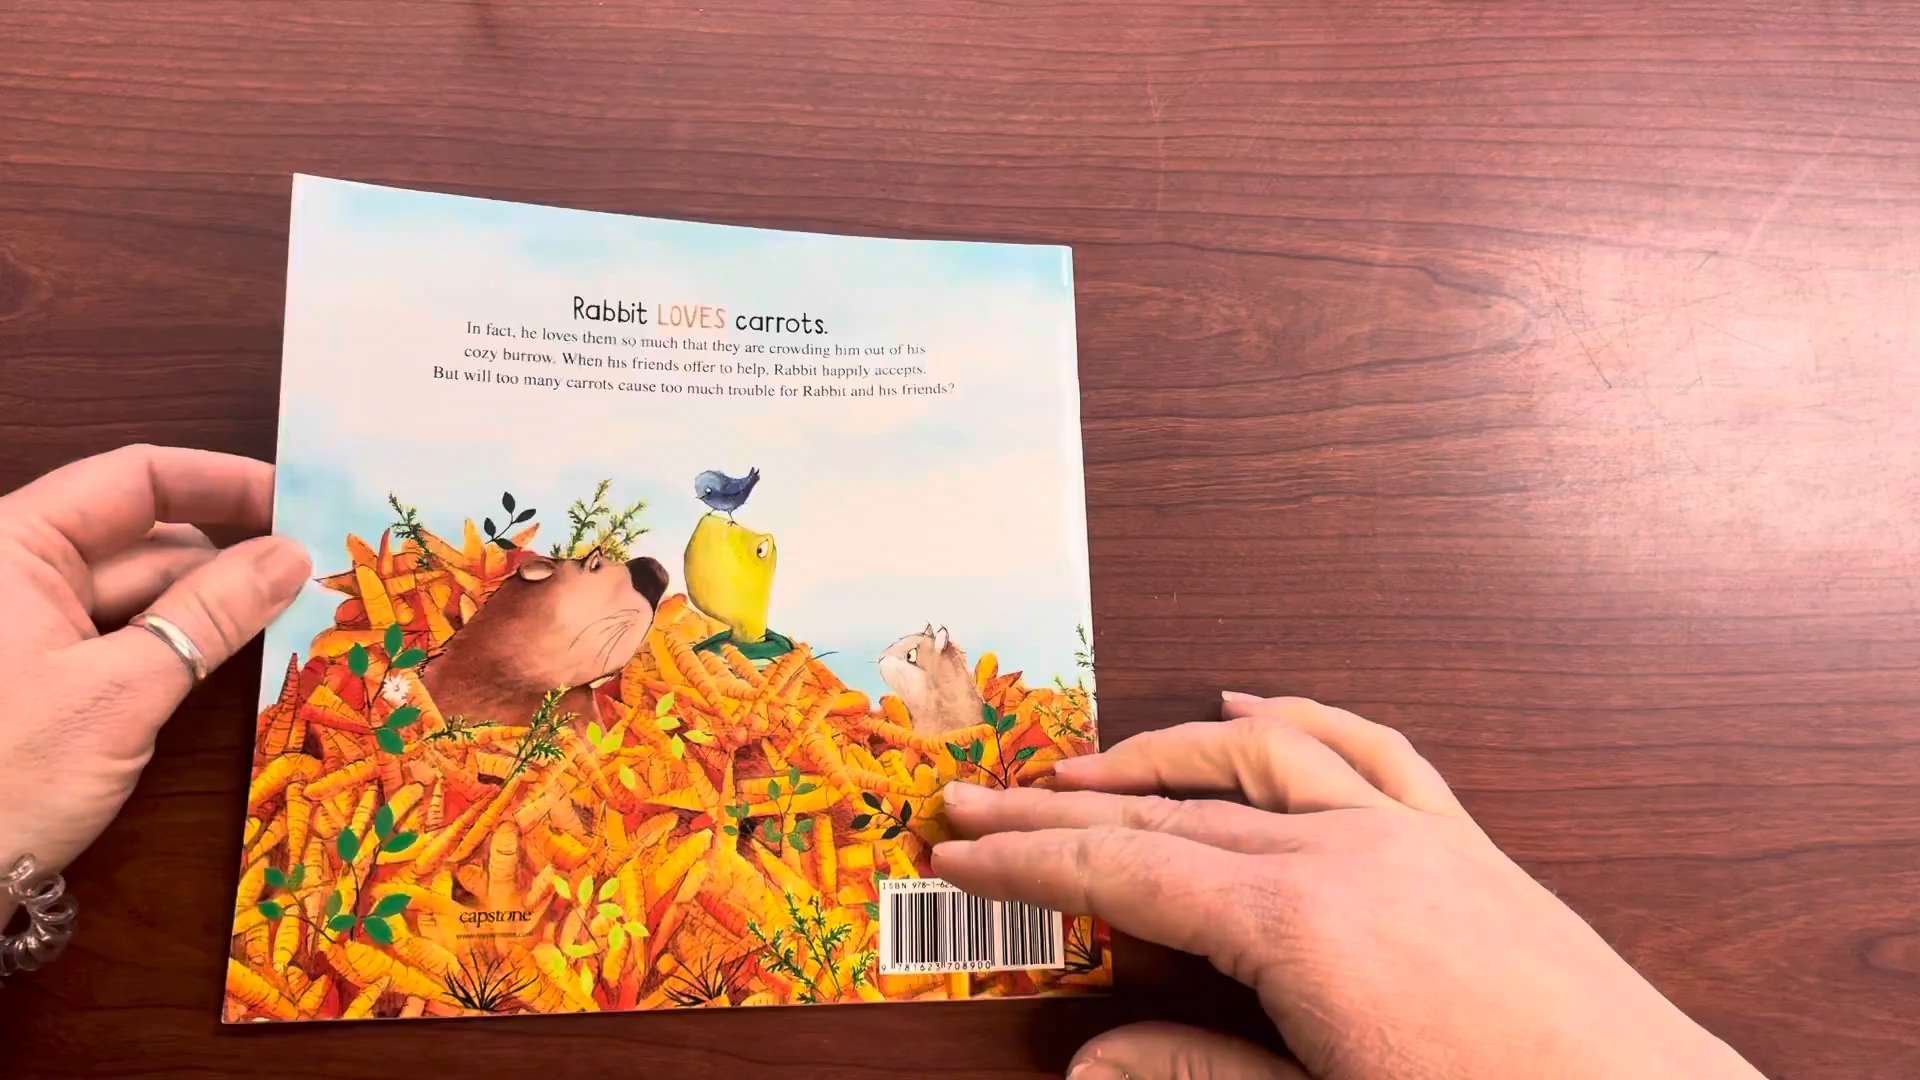 Rabbit LOVES carrots.
In fact, he loves them so much that they are crowding him out of his
cozy burrow. When his friends offer to help, Rabbit happily accepts.
But will too many carrots cause too much trouble for Rabbit and his friends?
ISBN 978-1-62
capstone
9 781623 708900